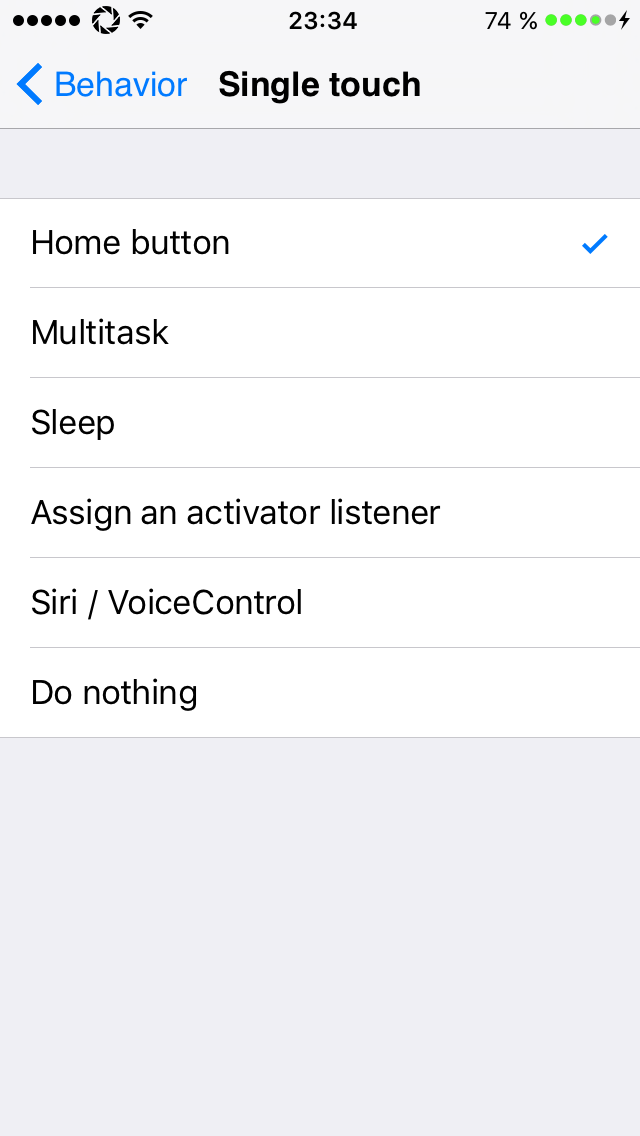 23:34
74 %
Behavior
Single touch
Home button
Multitask
Sleep
Assign an activator listener
Siri / VoiceControl
Do nothing